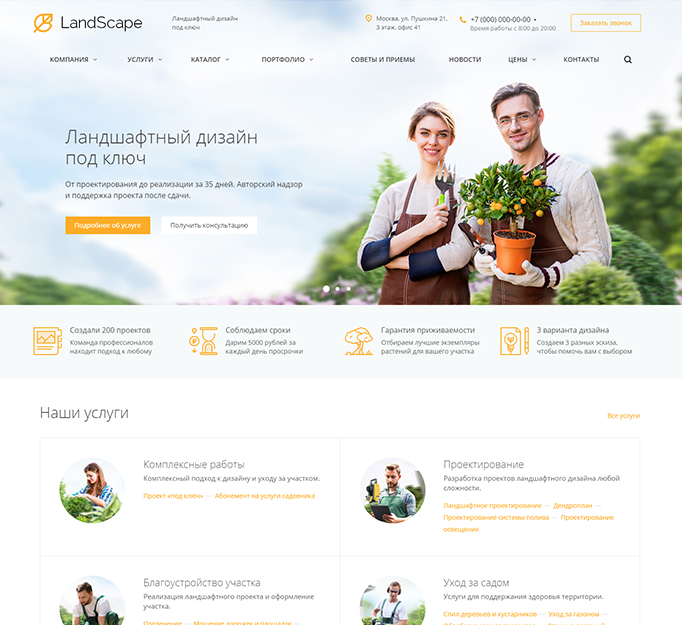 LandScape
Ландшафтный дизайн
под ключ
Москва, ул. Пушкина 21,
3 этаж, офис 41
+7 (000) 000-00-00
Время работы с 8:00 до 20:00
Заказать звонок
КОМПАНИЯ УСЛУГИ КАТАЛОГ ПОРТФОЛИО СОВЕТЫ И ПРИЕМЫ НОВОСТИ ЦЕНЫ КОНТАКТЫ
Ландшафтный дизайн
под ключ
От проектирования до реализации за 35 дней. Авторский надзор
и поддержка проекта после сдачи.
Подробнее об услуге Получить консультацию
Создали 200 проектов
Команда профессионалов
находит подход к любому
Соблюдаем сроки
Дарим 5000 рублей за
каждый день просрочки
Гарантия приживаемости
Отбираем лучшие экземпляры
растений для вашего участка
3 варианта дизайна
Создаем 3 разных эскиза,
чтобы помочь вам с выбором
Наши услуги
Все услуги
Комплексные работы
Комплексный подход к дизайну и уходу за участком.
Проект «под ключ» — Абонемент на услуги садовника
Проектирование
Разработка проектов ландшафтного дизайна любой
сложности.
Ландшафтное проектирование — Дендроплан —
Проектирование системы полива — Проектирование
освещения
Благоустройство участка
Реализация ландшафтного проекта и оформление
участка.
Озеленение — Мощение дорожек и площадок —
Уход за садом
Услуги для поддержания здоровья территории.
Спил деревьев и кустарников — Уход за газоном —